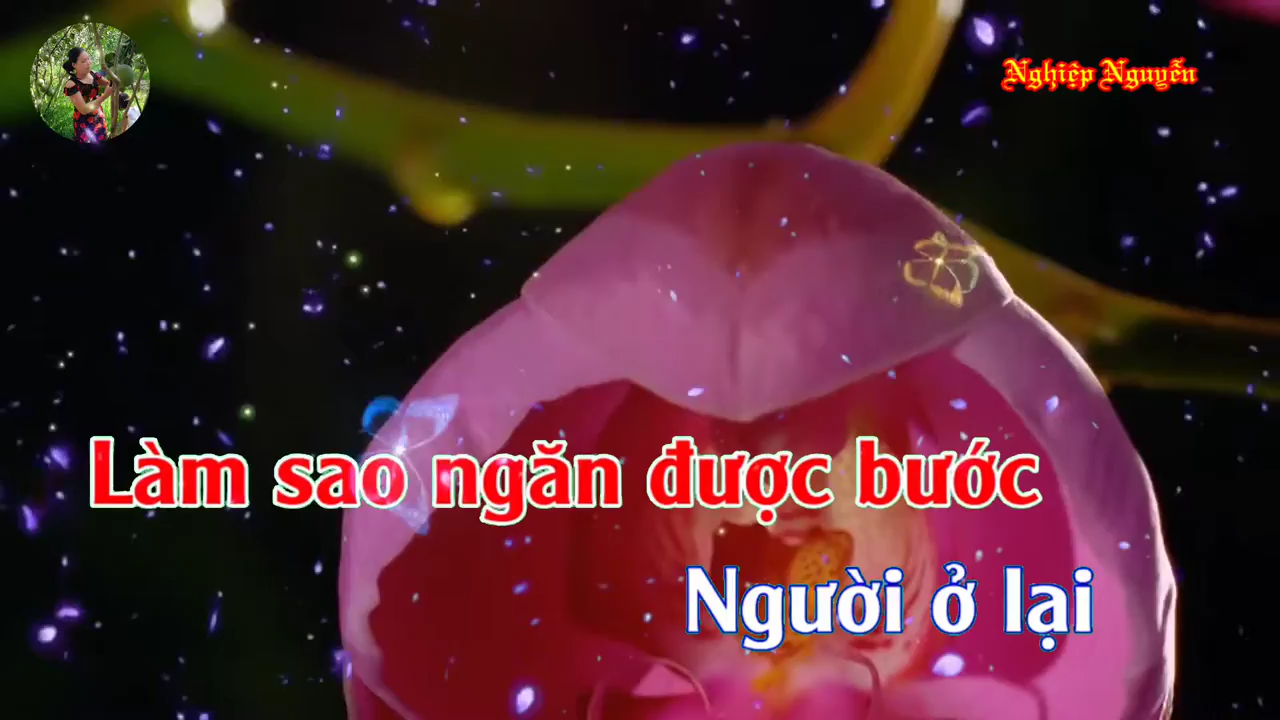 Nghiệp Nguyễn
Làm sao ngăn được bước
Người ở lại